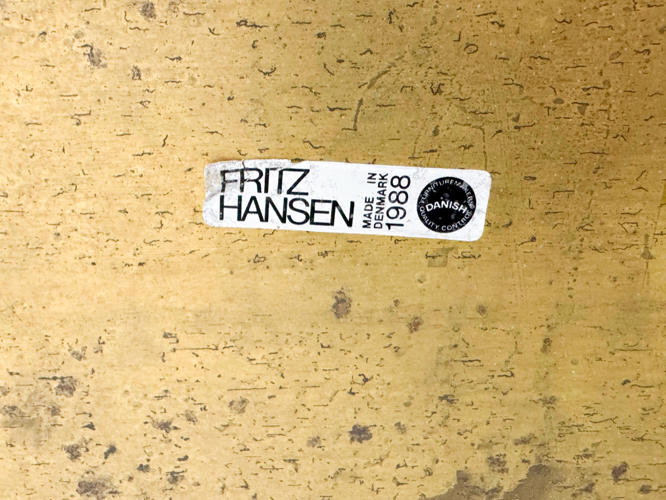 FRITZ
HANSEN
MADE IN
DENMARK
1988
DANISH
FURNITUREMAKERS'
QUALITY CONTROL